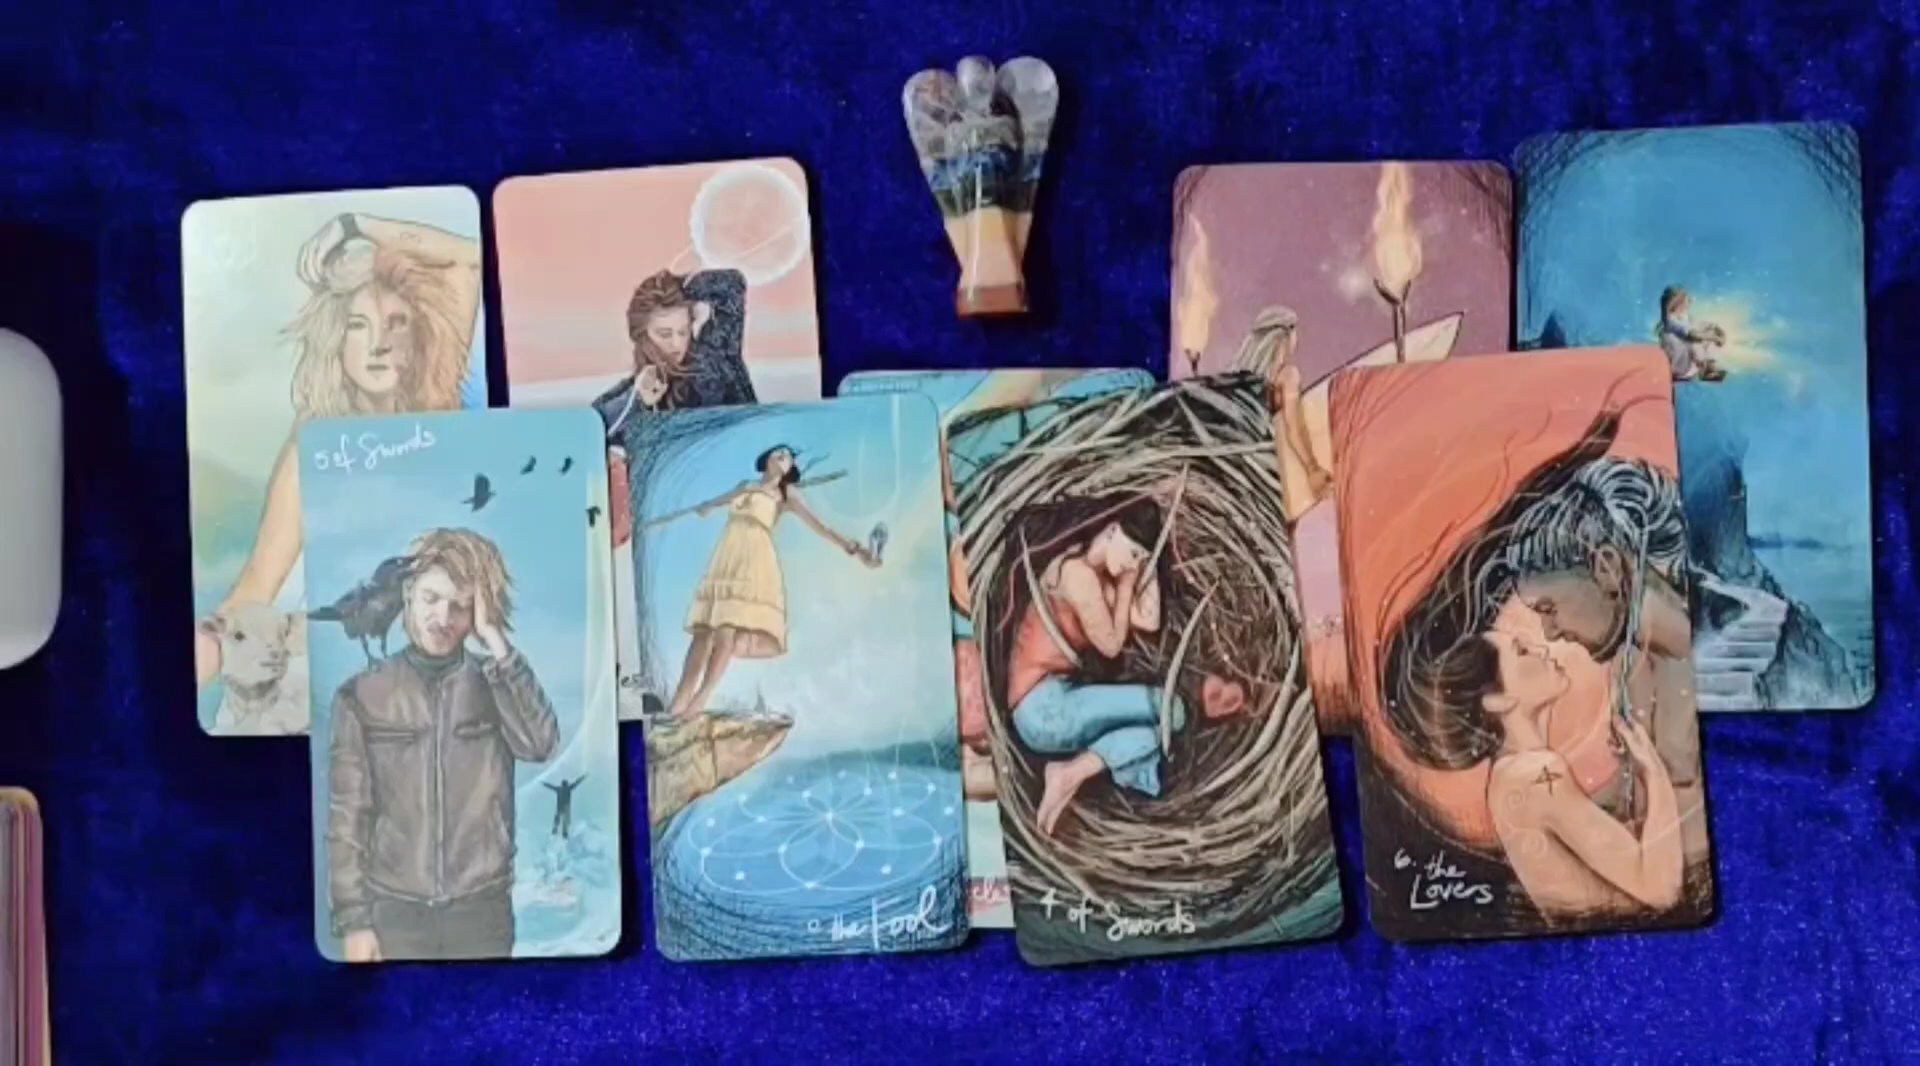 5 of Swords
0 the Fool
4 of Swords
6. the
Lovers